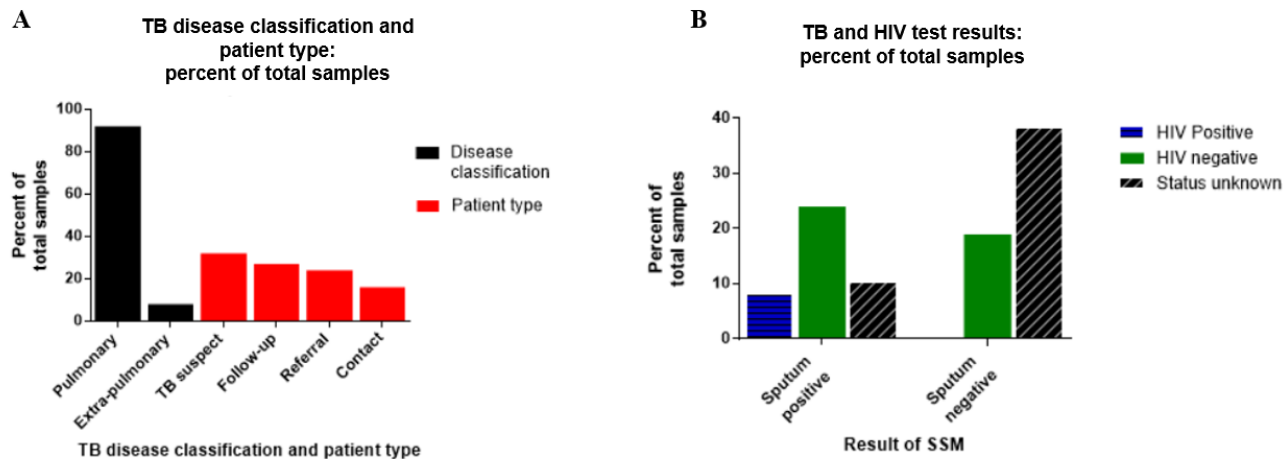 A
TB disease classification and
patient type:
percent of total samples
Percent of
total samples
100
80
60
40
20
0
Pulmonary
Extra-pulmonary
TB suspect
Follow-up
Referral
Contact
TB disease classification and patient type
Disease
classification
Patient type
B
TB and HIV test results:
percent of total samples
Percent of
total samples
40
30
20
10
0
Sputum
positive
Sputum
negative
Result of SSM
HIV Positive
HIV negative
Status unknown